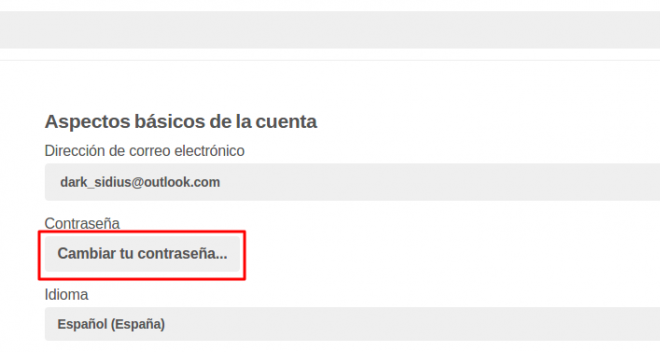 Aspectos básicos de la cuenta
Dirección de correo electrónico
dark_sidius@outlook.com
Contraseña
Cambiar tu contraseña...
Idioma
Español (España)